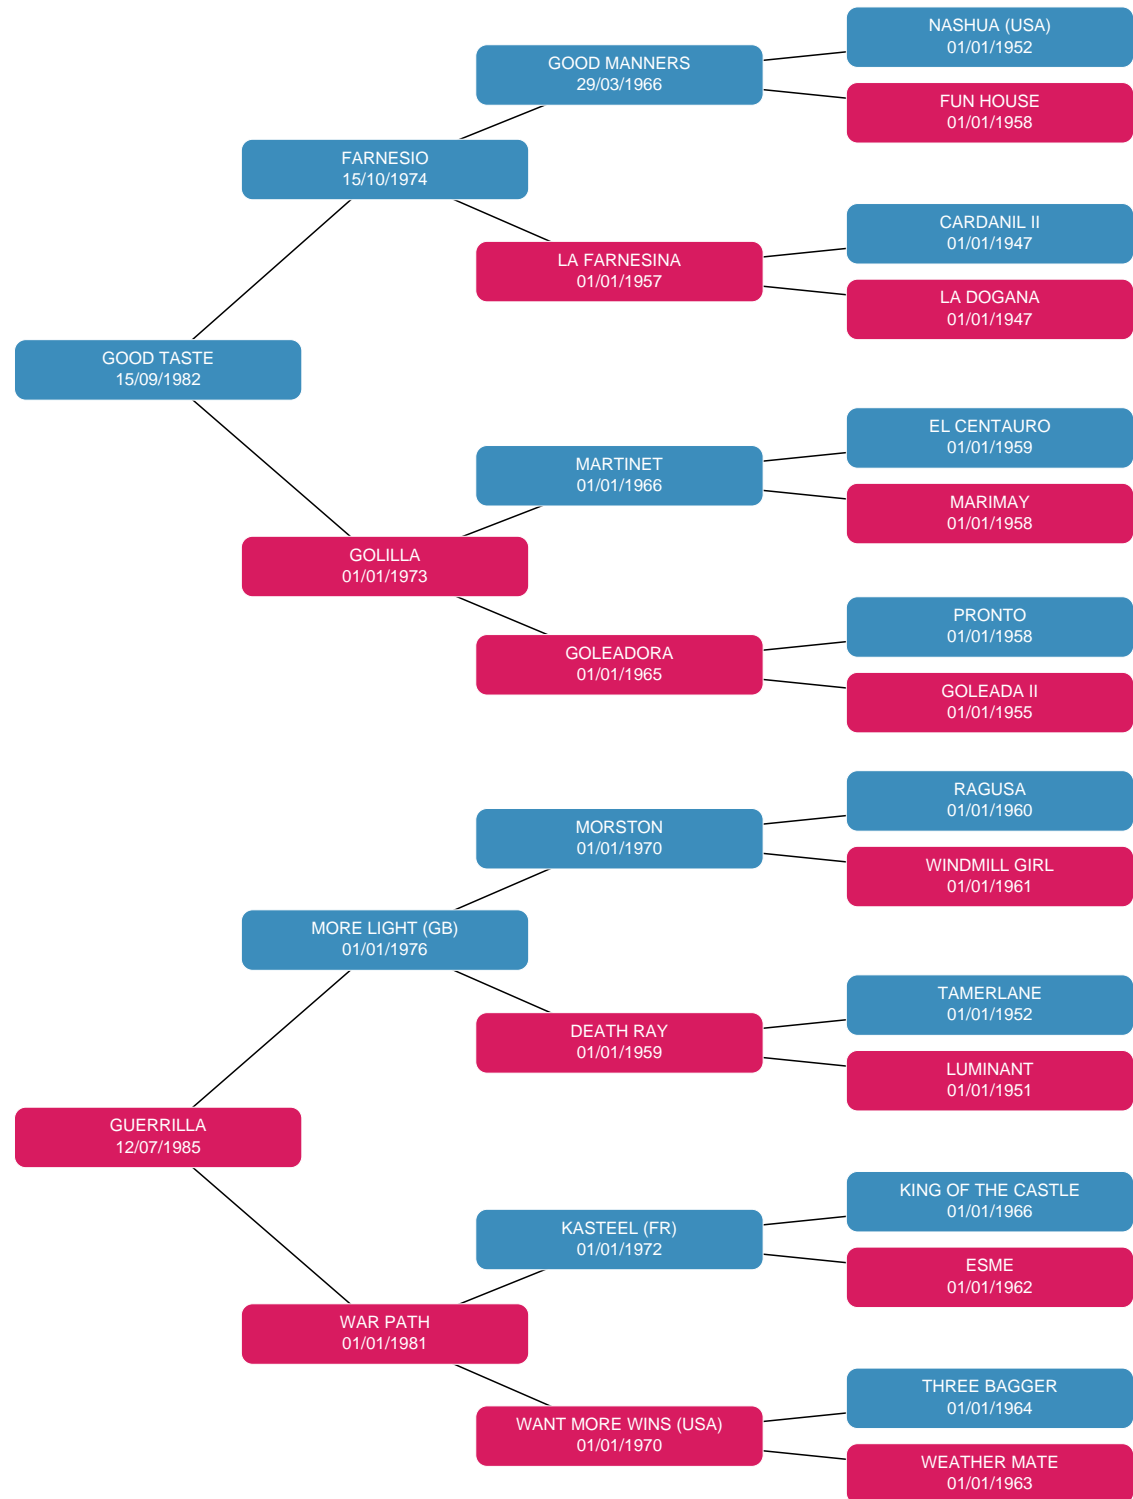 NASHUA (USA)
01/01/1952
GOOD MANNERS
29/03/1966
FUN HOUSE
01/01/1958
FARNESIO
15/10/1974
CARDANIL II
01/01/1947
LA FARNESINA
01/01/1957
LA DOGANA
01/01/1947
GOOD TASTE
15/09/1982
EL CENTAURO
01/01/1959
MARTINET
01/01/1966
MARIMAY
01/01/1958
GOLILLA
01/01/1973
PRONTO
01/01/1958
GOLEADORA
01/01/1965
GOLEADA II
01/01/1955
RAGUSA
01/01/1960
MORSTON
01/01/1970
WINDMILL GIRL
01/01/1961
MORE LIGHT (GB)
01/01/1976
TAMERLANE
01/01/1952
DEATH RAY
01/01/1959
LUMINANT
01/01/1951
GUERRILLA
12/07/1985
KING OF THE CASTLE
01/01/1966
KASTEEL (FR)
01/01/1972
ESME
01/01/1962
WAR PATH
01/01/1981
THREE BAGGER
01/01/1964
WANT MORE WINS (USA)
01/01/1970
WEATHER MATE
01/01/1963